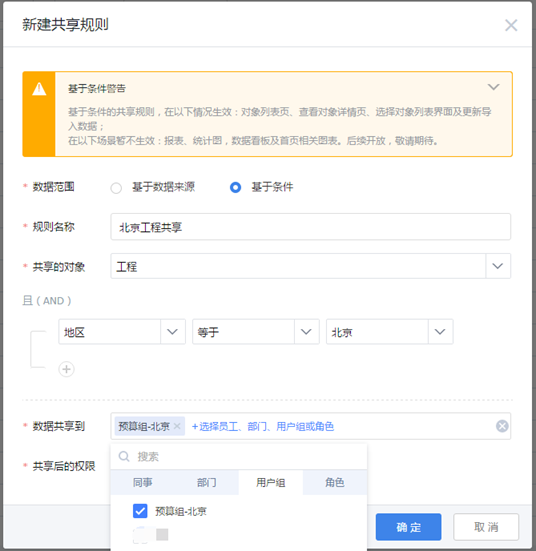 新建共享规则
基于条件警告
基于条件的共享规则，在以下情况生效：对象列表页、查看对象详情页、选择对象列表界面及更新导
入数据；
在以下场景暂不生效：报表、统计图，数据看板及首页相关图表。后续开放，敬请期待。
* 数据范围 基于数据来源 基于条件
* 规则名称 北京工程共享
* 共享的对象 工程
且 ( AND )
地区 等于 北京
* 数据共享到 预算组-北京 × +选择员工、部门、用户组或角色
* 共享后的权限 搜索
同事 部门 用户组 角色
预算组-北京
确 定 取 消